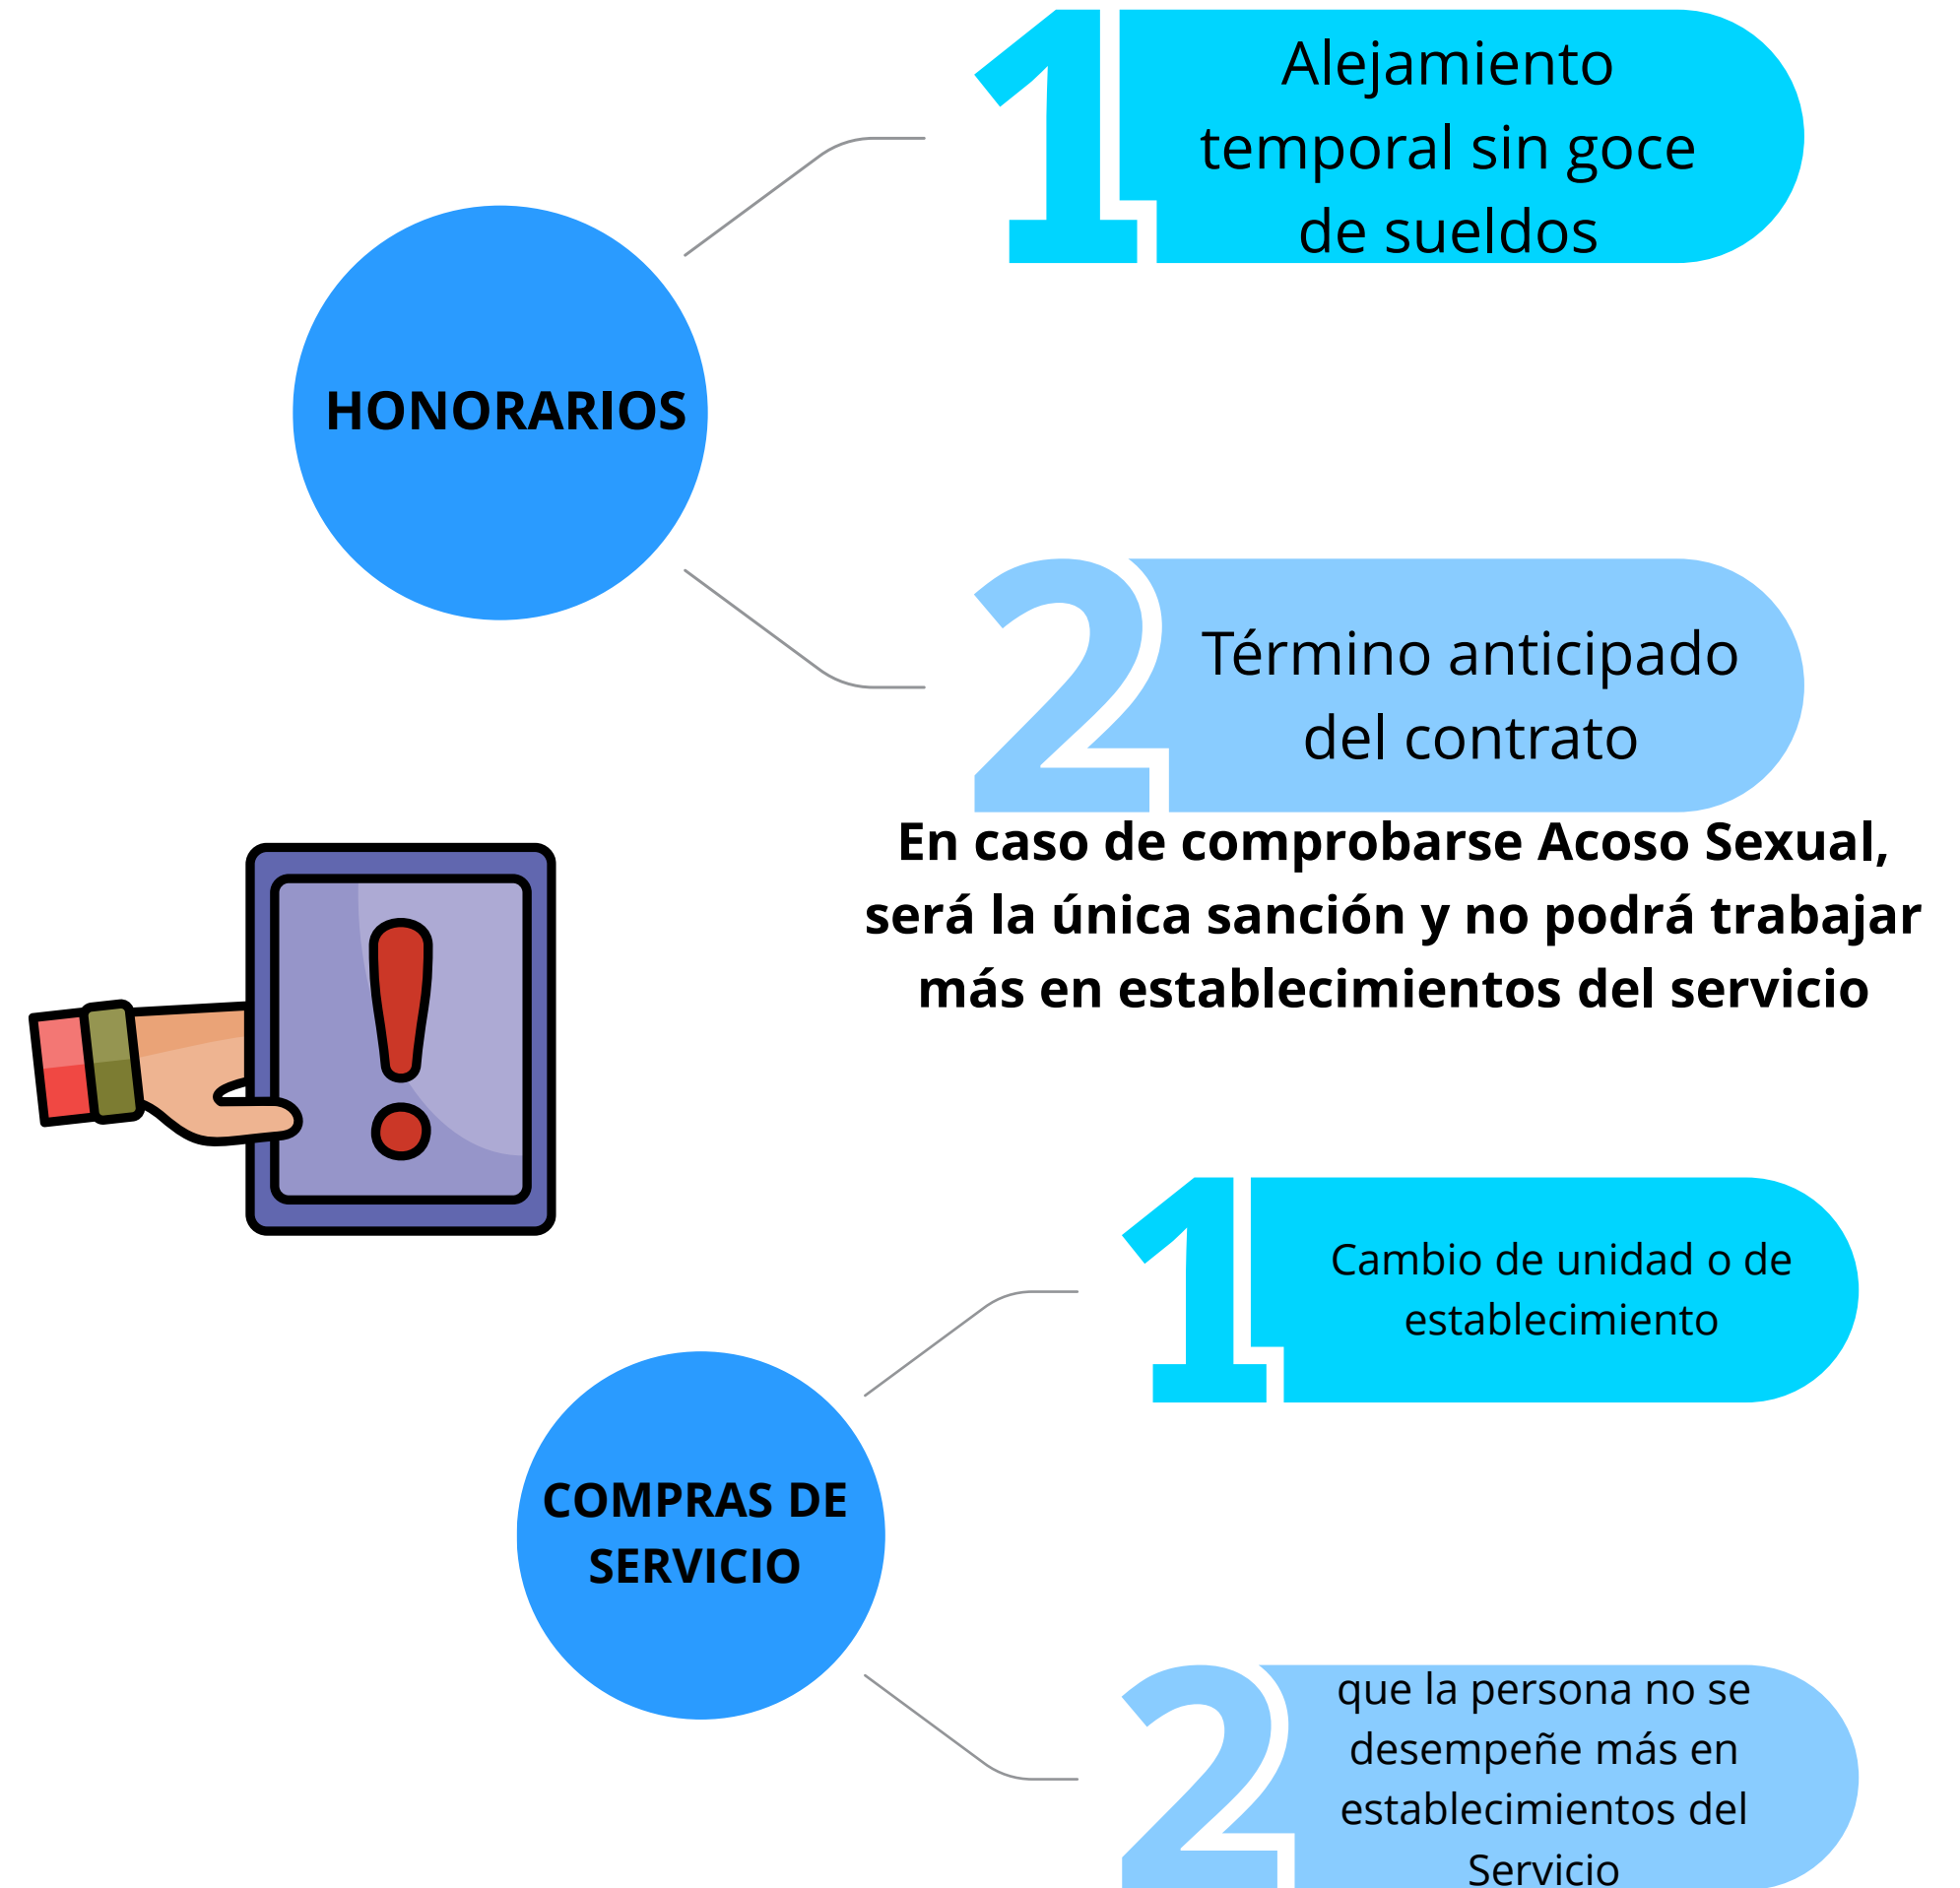 1
Alejamiento
temporal sin goce
de sueldos
HONORARIOS
2
Término anticipado
del contrato
En caso de comprobarse Acoso Sexual,
será la única sanción y no podrá trabajar
más en establecimientos del servicio
!
1
Cambio de unidad o de
establecimiento
COMPRAS DE
SERVICIO
2
que la persona no se
desempeñe más en
establecimientos del
Servicio